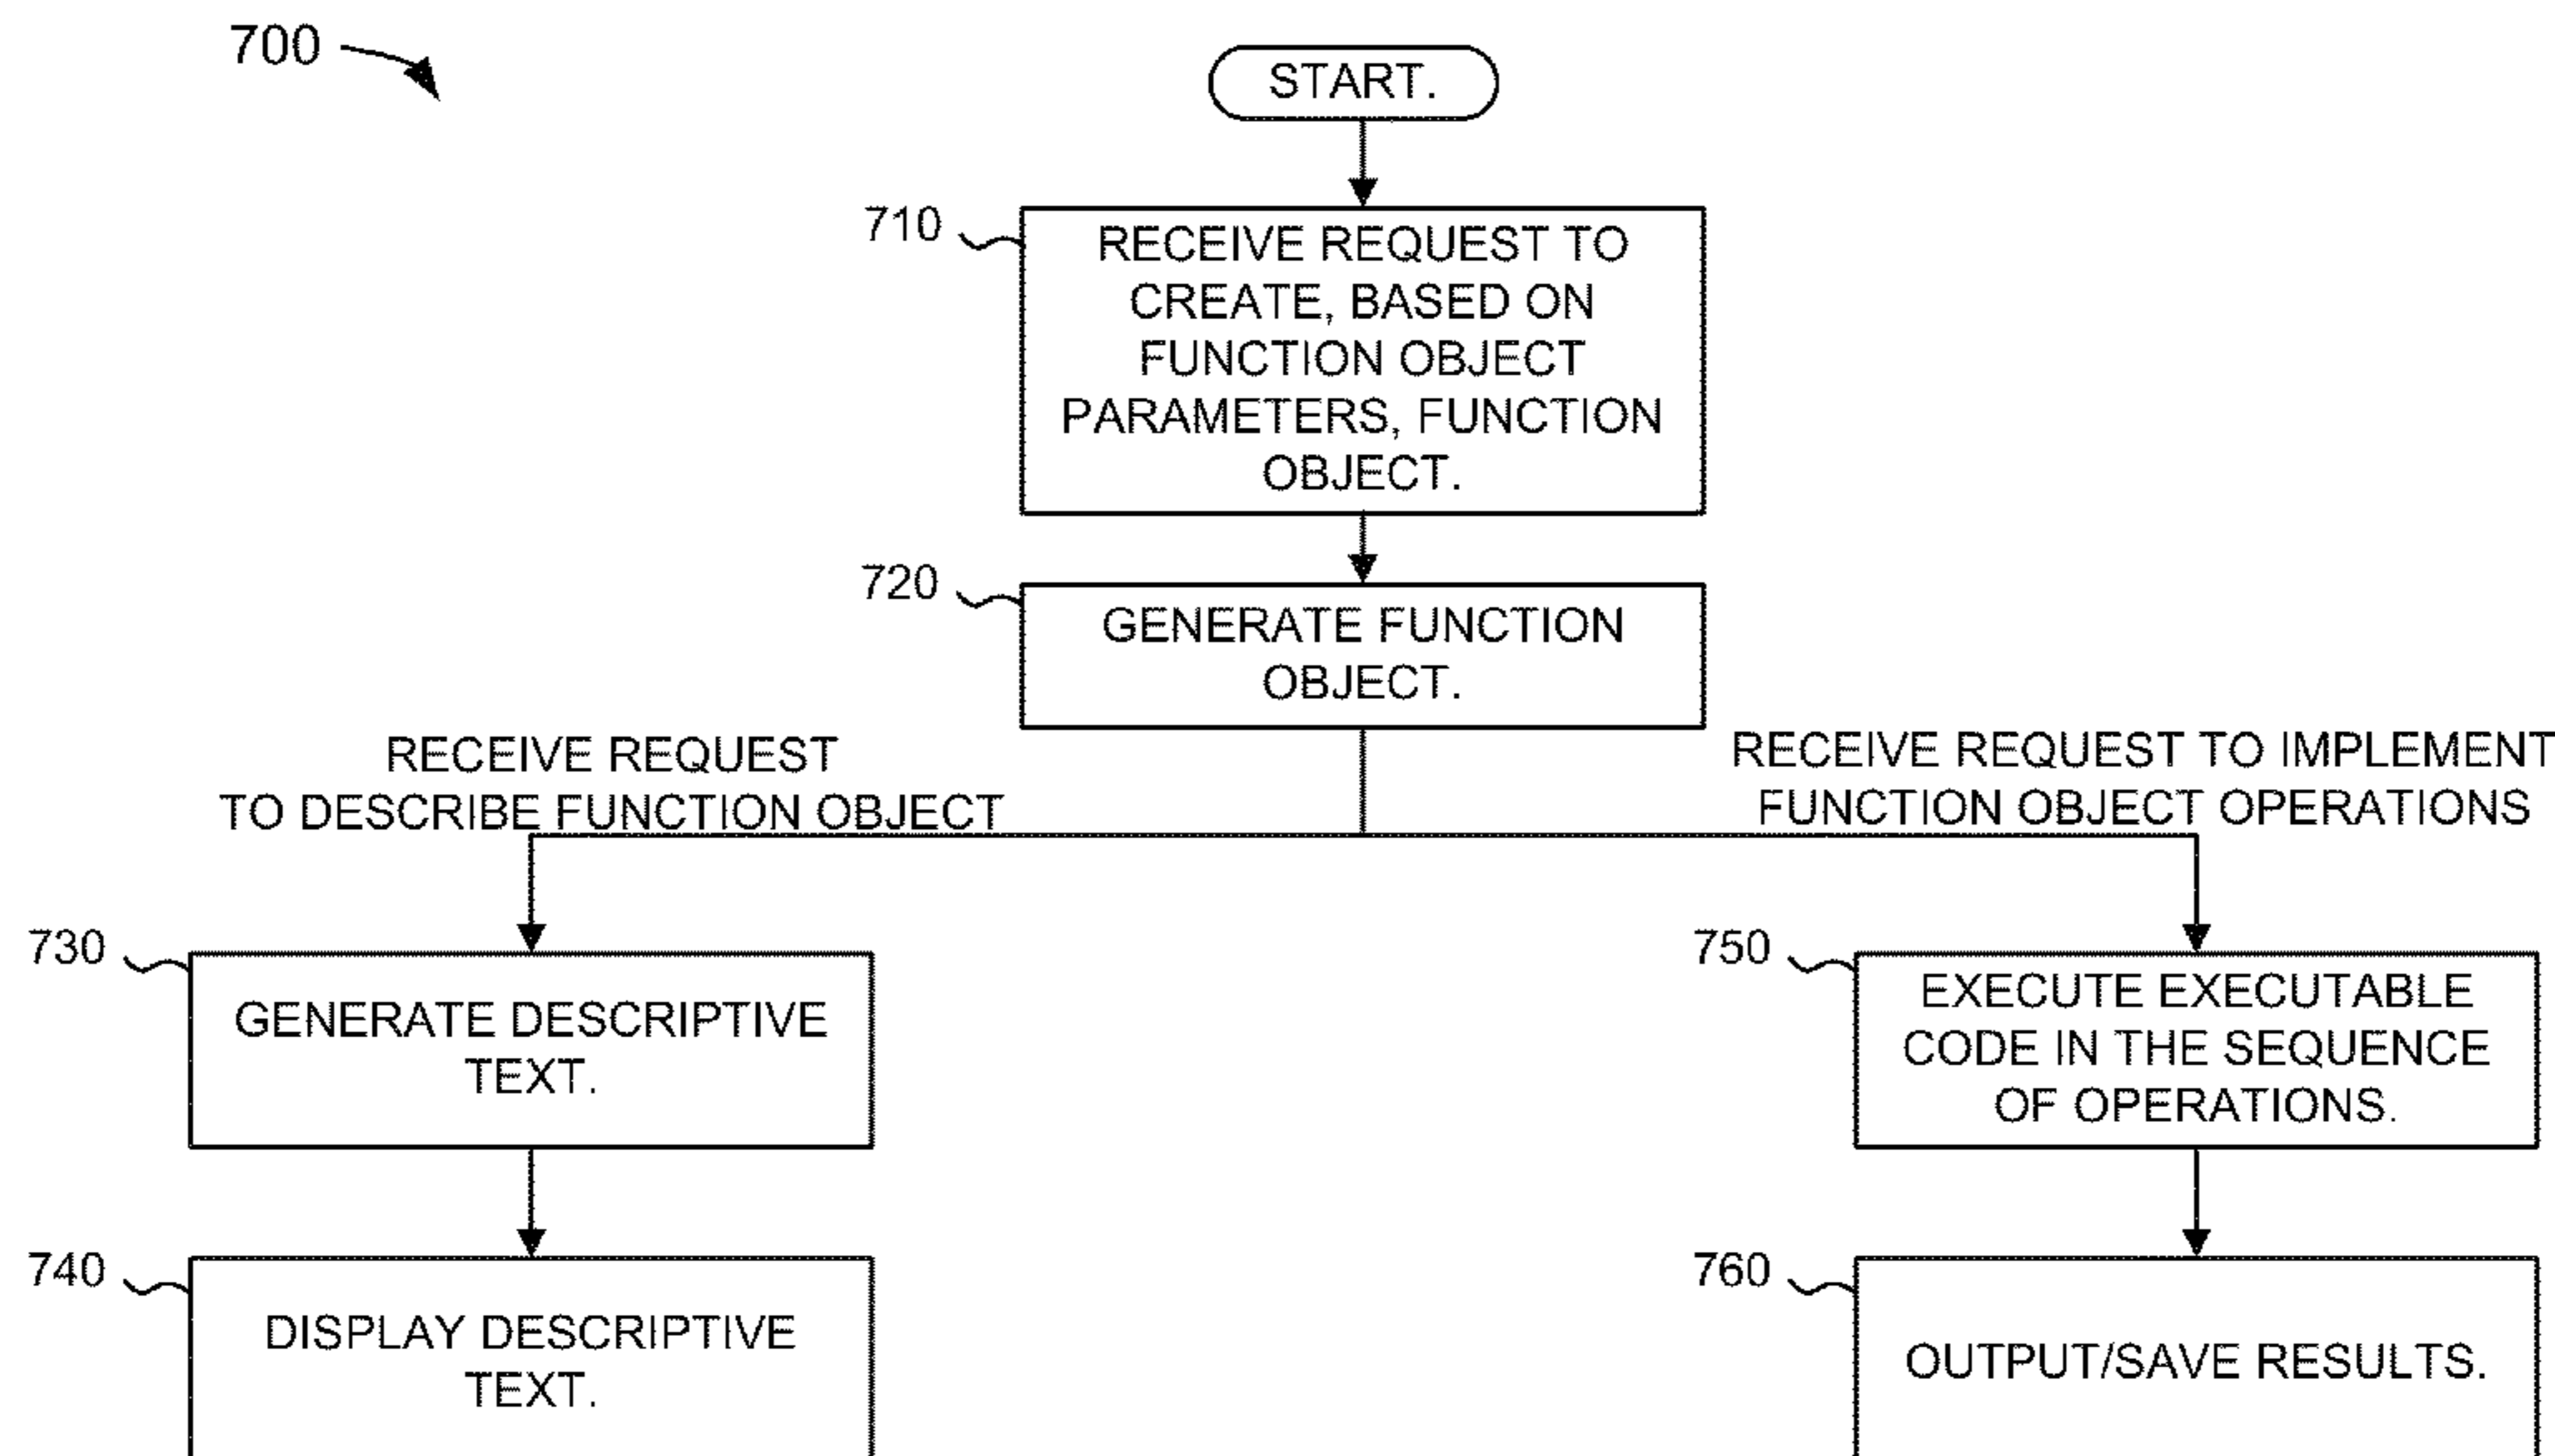 700
START.
710
RECEIVE REQUEST TO
CREATE, BASED ON
FUNCTION OBJECT
PARAMETERS, FUNCTION
OBJECT.
720
GENERATE FUNCTION
OBJECT.
RECEIVE REQUEST
TO DESCRIBE FUNCTION OBJECT
RECEIVE REQUEST TO IMPLEMENT
FUNCTION OBJECT OPERATIONS
730
GENERATE DESCRIPTIVE
TEXT.
750
EXECUTE EXECUTABLE
CODE IN THE SEQUENCE
OF OPERATIONS.
740
DISPLAY DESCRIPTIVE
TEXT.
760
OUTPUT/SAVE RESULTS.